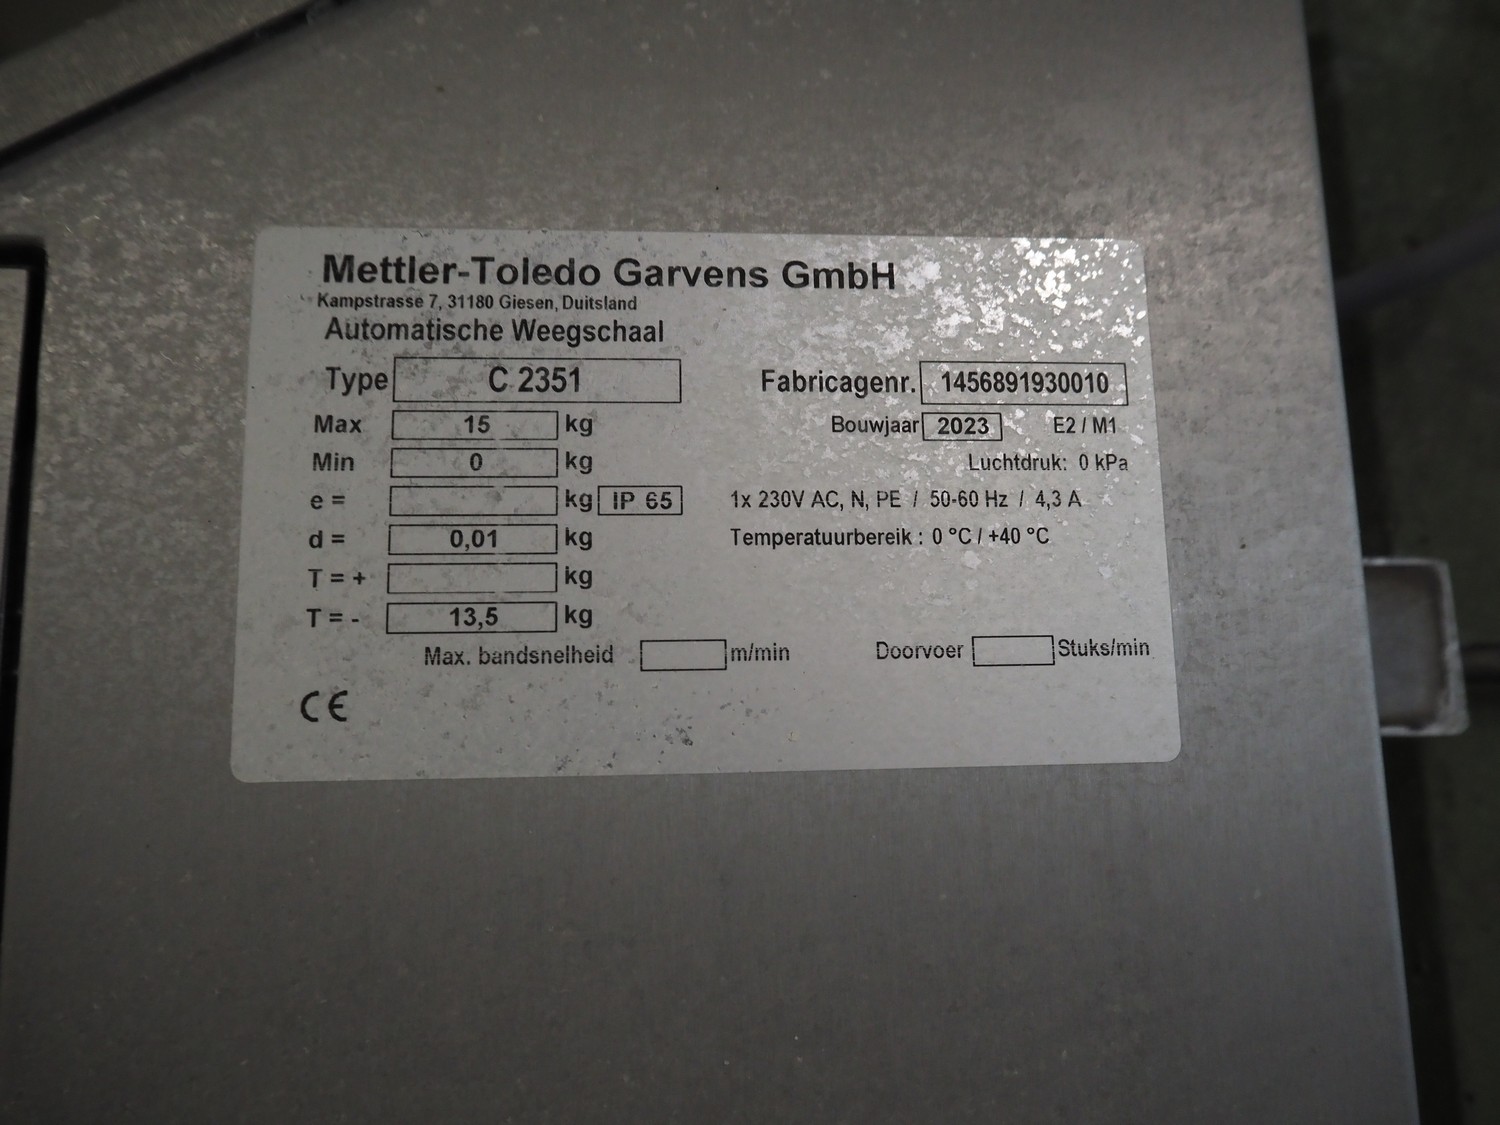 Mettler-Toledo Garvens GmbH
Kampstrasse 7, 31180 Giesen, Duitsland
Automatische Weegschaal
Type C 2351 Fabricagenr. 1456891930010
Max 15 kg Bouwjaar 2023 E2 / M1
Min 0 kg Luchtdruk: 0 kPa
e = kg IP 65 1x 230V AC, N, PE / 50-60 Hz / 4,3 A
d = 0,01 kg Temperatuurbereik : 0 °C / +40 °C
T = + kg
T = - 13,5 kg
Max. bandsnelheid m/min Doorvoer Stuks/min
CE